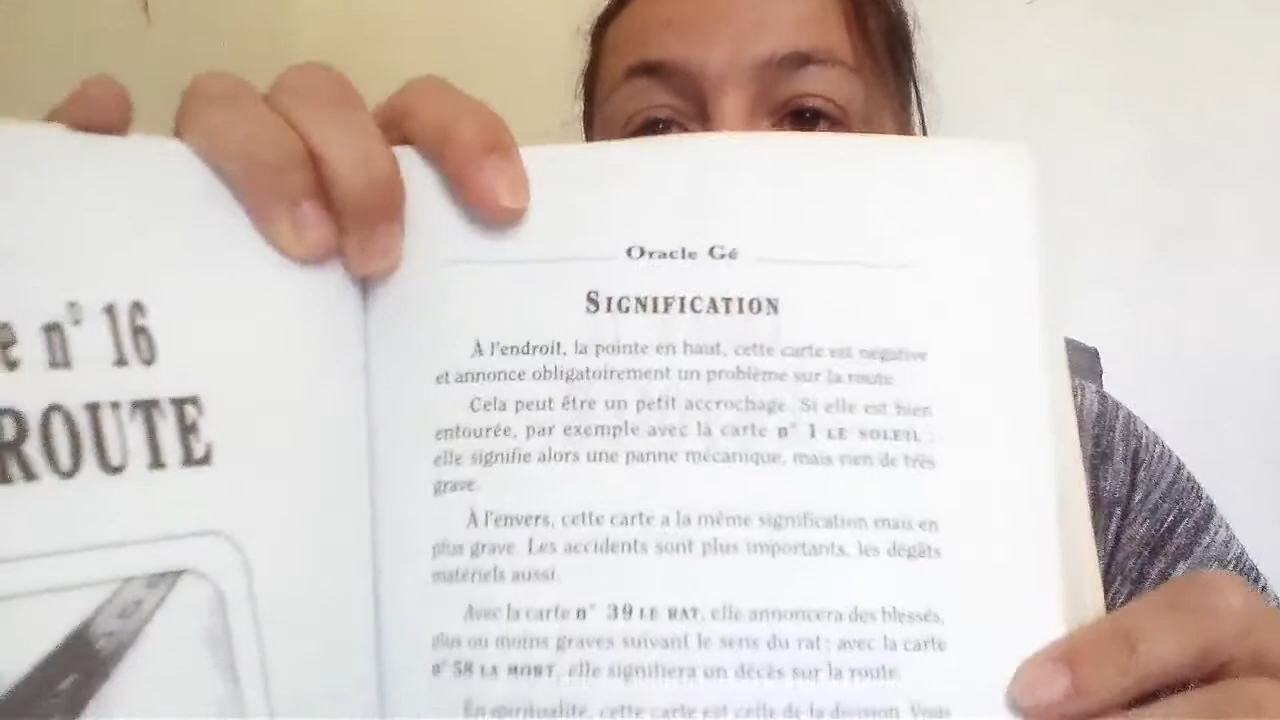 e n° 16
ROUTE
Oracle Gé
SIGNIFICATION
À l'endroit, la pointe en haut, cette carte est négative
et annonce obligatoirement un problème sur la route.
Cela peut être un petit accrochage. Si elle est bien
entourée, par exemple avec la carte n° 1 LE SOLEIL :
elle signifie alors une panne mécanique, mais rien de très
grave.
À l'envers, cette carte a la même signification mais en
plus grave. Les accidents sont plus importants, les dégâts
matériels aussi.
Avec la carte n° 39 LE RAT, elle annoncera des blessés,
plus ou moins graves suivant le sens du rat ; avec la carte
n° 58 LA MORT, elle signifiera un décès sur la route.
En spiritualité, cette carte est celle de la division. Vous